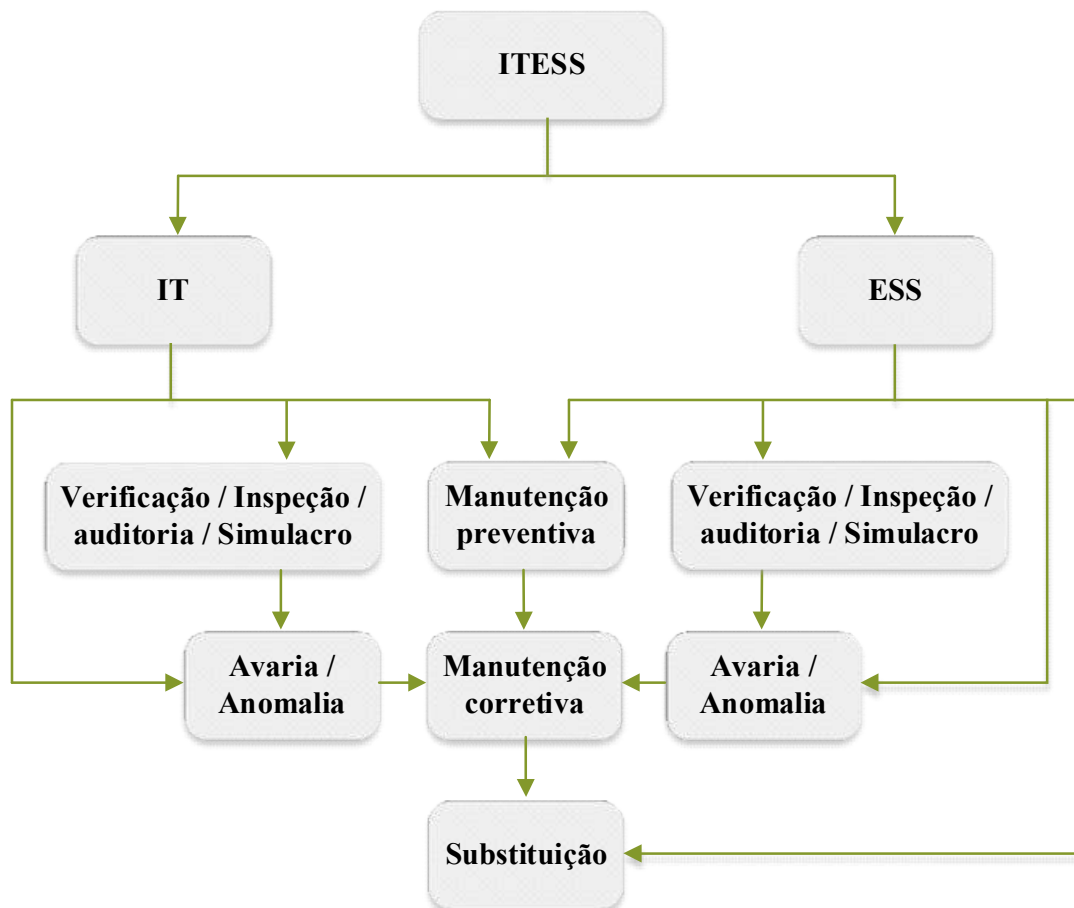 ITESS
IT
ESS
Verificação / Inspeção /
auditoria / Simulacro
Manutenção
preventiva
Verificação / Inspeção /
auditoria / Simulacro
Avaria /
Anomalia
Manutenção
corretiva
Avaria /
Anomalia
Substituição